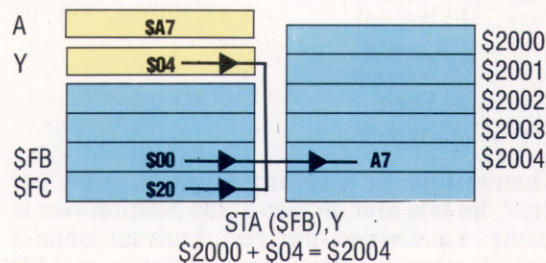 A $A7 $2000
Y $04 $2001
$2002
$2003
$FB $00 A7 $2004
$FC $20
STA ($FB),Y
$2000 + $04 = $2004